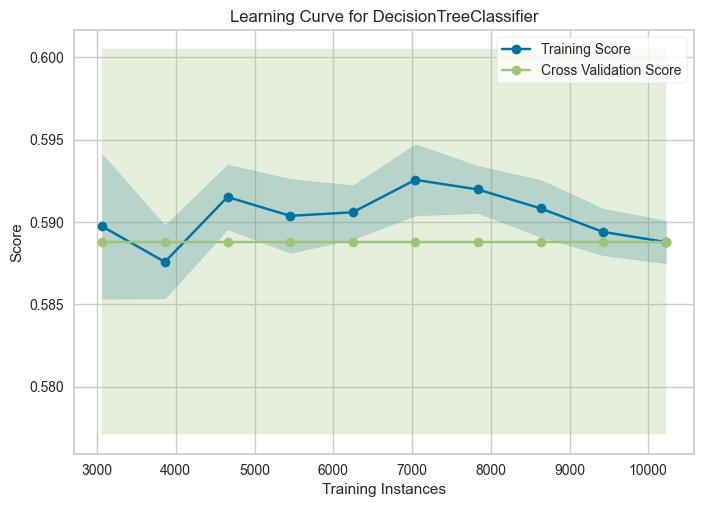 Learning Curve for DecisionTreeClassifier
Training Score
Cross Validation Score
0.600
0.595
0.590
0.585
0.580
Score
3000 4000 5000 6000 7000 8000 9000 10000
Training Instances